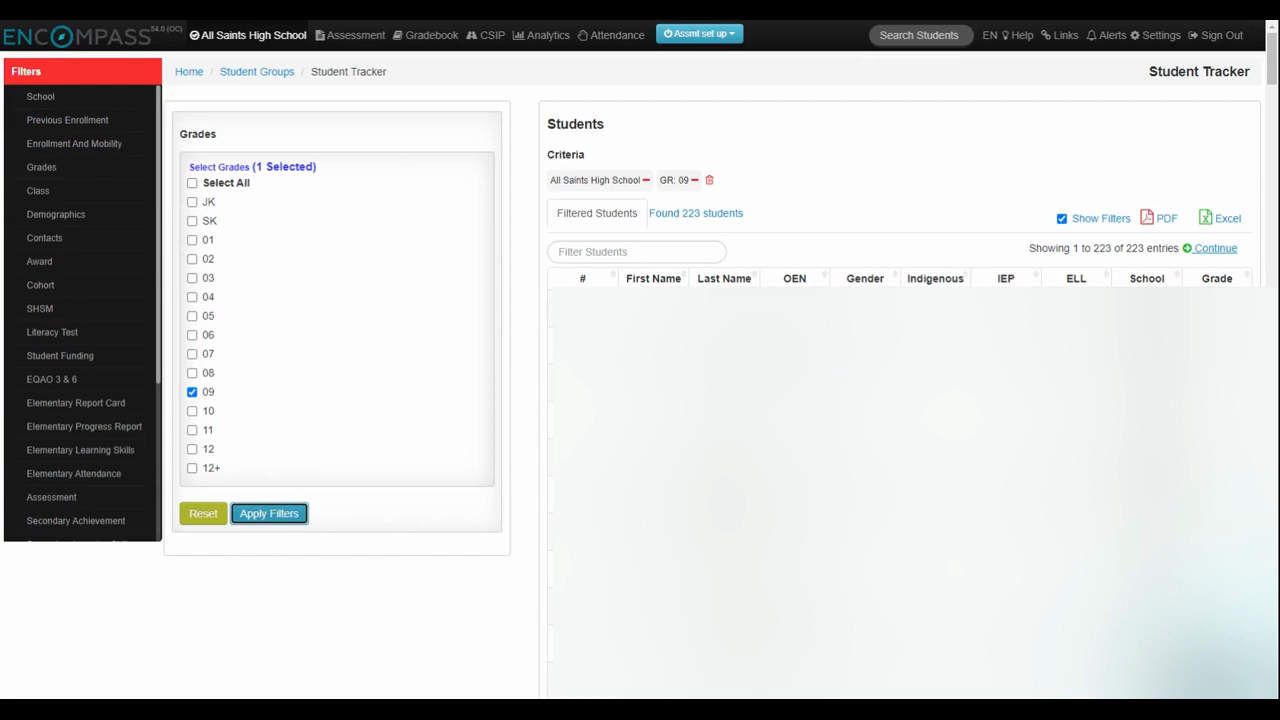 ENCOMPASS 54.0 (OC) All Saints High School Assessment Gradebook CSIP Analytics Attendance Assmt set up Search Students EN Help Links Alerts Settings Sign Out
Filters
School
Previous Enrollment
Enrollment And Mobility
Grades
Class
Demographics
Contacts
Award
Cohort
SHSM
Literacy Test
Student Funding
EQAO 3 & 6
Elementary Report Card
Elementary Progress Report
Elementary Learning Skills
Elementary Attendance
Assessment
Secondary Achievement
Home / Student Groups / Student Tracker
Student Tracker
Grades
Select Grades (1 Selected)
Select All
JK
SK
01
02
03
04
05
06
07
08
09
10
11
12
12+
Reset Apply Filters
Students
Criteria
All Saints High School GR: 09
Filtered Students Found 223 students
Show Filters PDF Excel
Filter Students
Showing 1 to 223 of 223 entries Continue
# First Name Last Name OEN Gender Indigenous IEP ELL School Grade